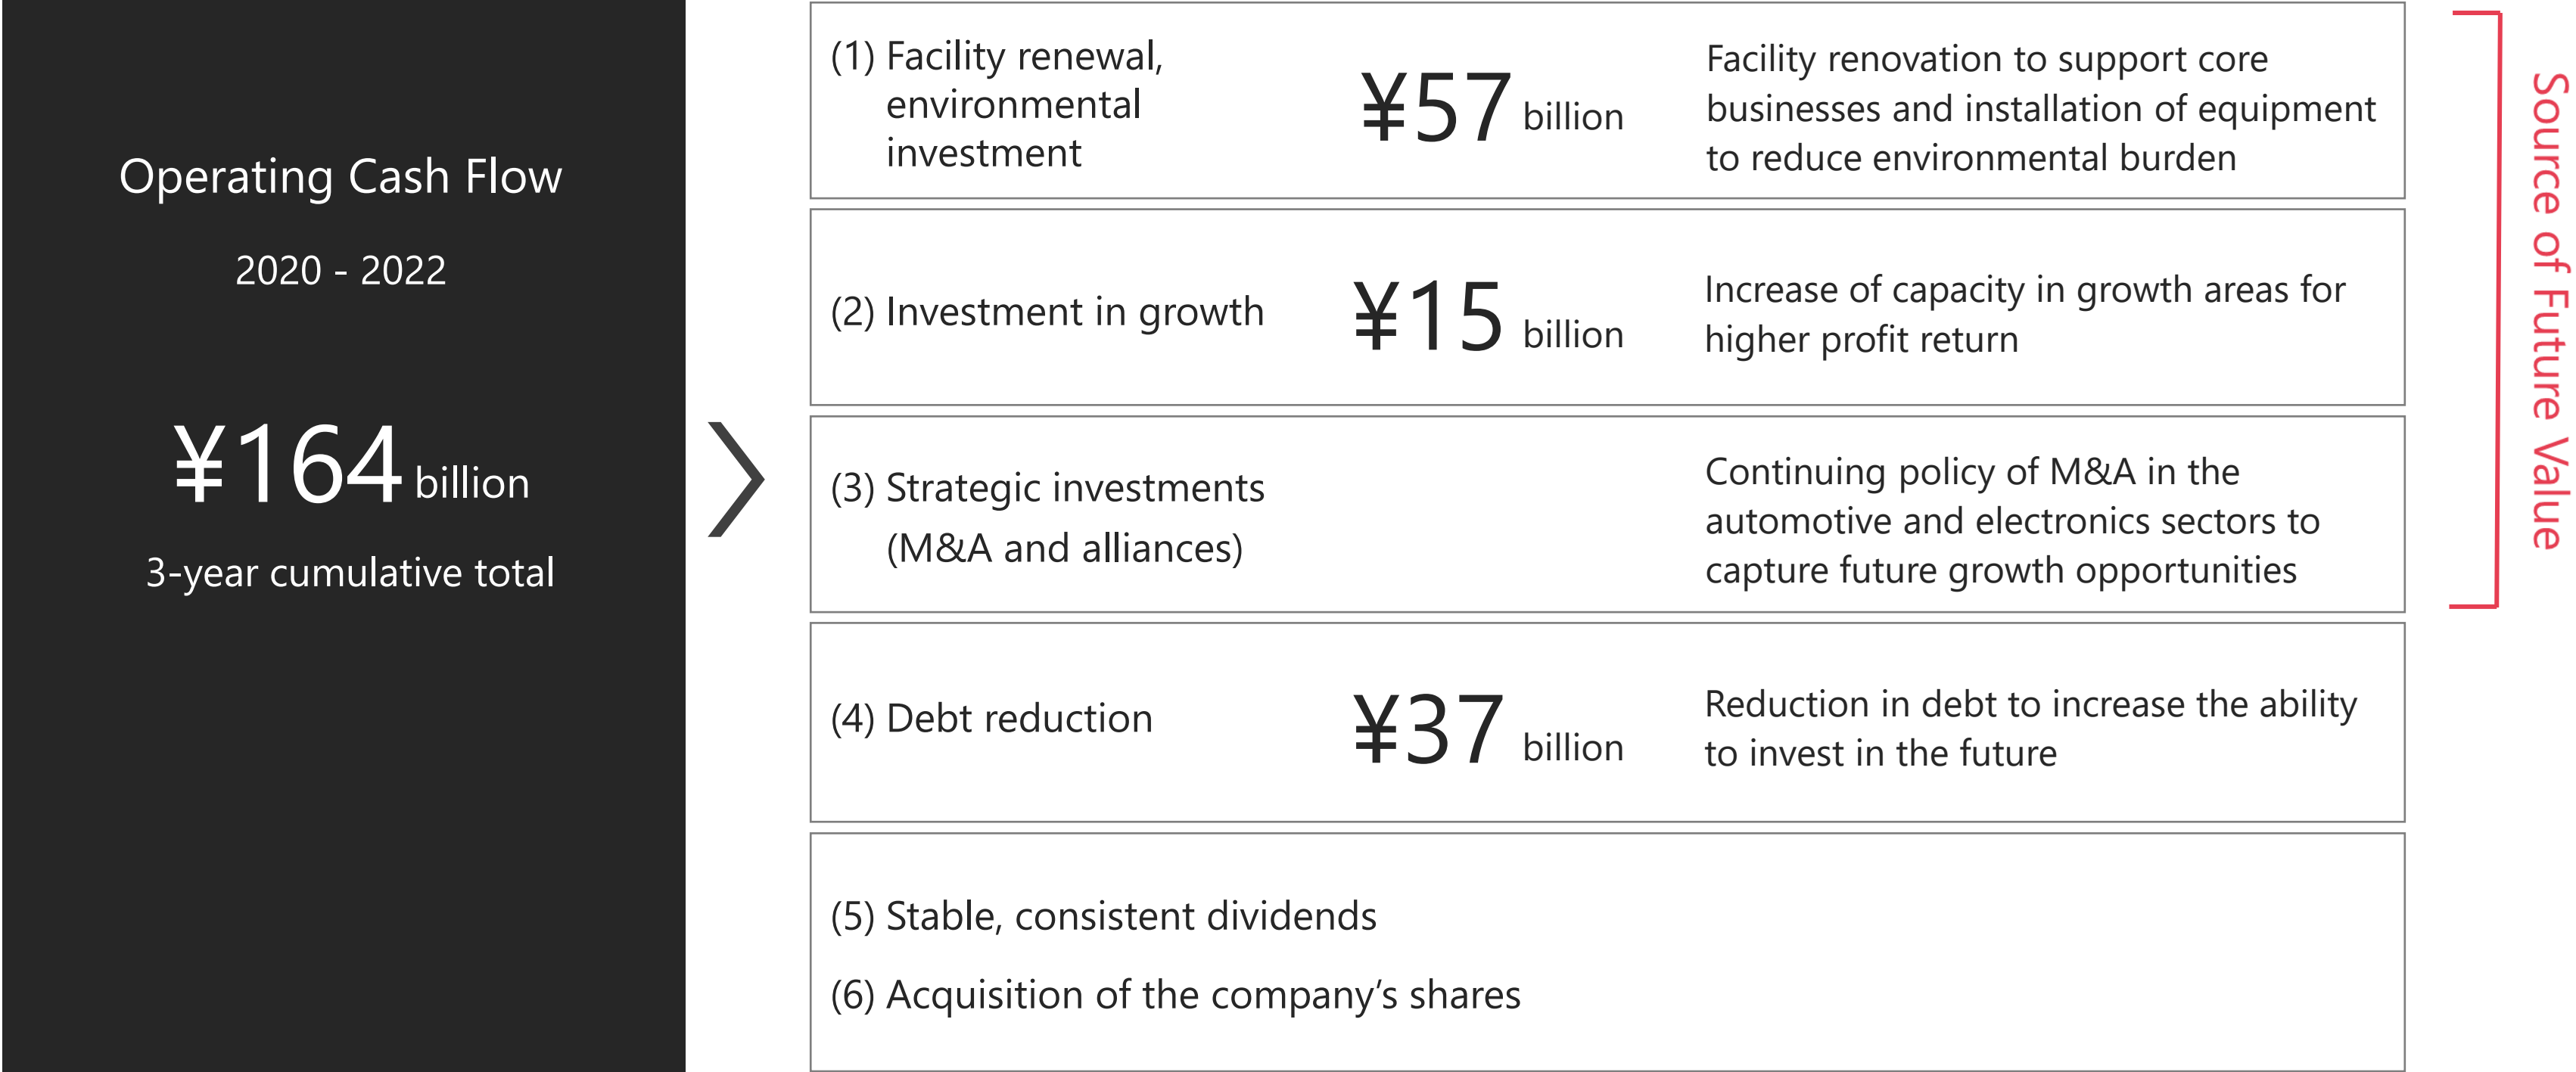 Operating Cash Flow
2020 - 2022
¥164 billion
3-year cumulative total
(1) Facility renewal,
environmental
investment
¥57 billion
Facility renovation to support core
businesses and installation of equipment
to reduce environmental burden
(2) Investment in growth
¥15 billion
Increase of capacity in growth areas for
higher profit return
(3) Strategic investments
(M&A and alliances)
Continuing policy of M&A in the
automotive and electronics sectors to
capture future growth opportunities
(4) Debt reduction
¥37 billion
Reduction in debt to increase the ability
to invest in the future
(5) Stable, consistent dividends
(6) Acquisition of the company’s shares
Source of Future Value